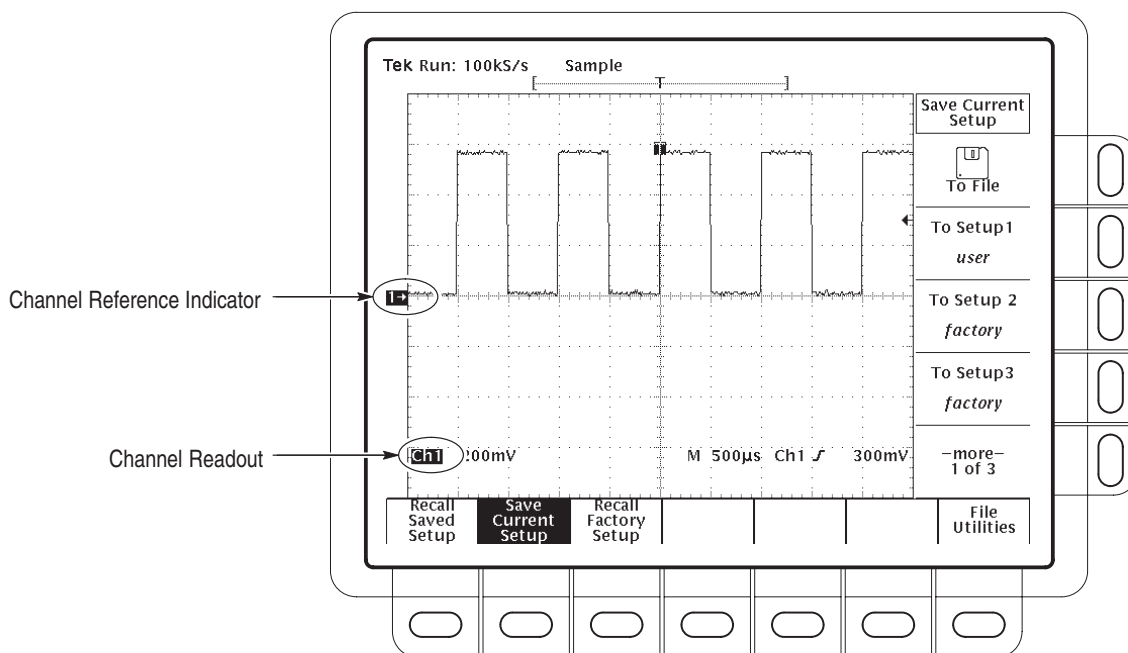 Tek Run: 100kS/s Sample
[ T ]
Save Current
Setup
To File
To Setup1
user
Channel Reference Indicator
1→
To Setup 2
factory
To Setup3
factory
Channel Readout
Ch1 M 500µs Ch1 300mV
-more-
1 of 3
Recall
Saved
Setup
Save
Current
Setup
Recall
Factory
Setup
File
Utilities